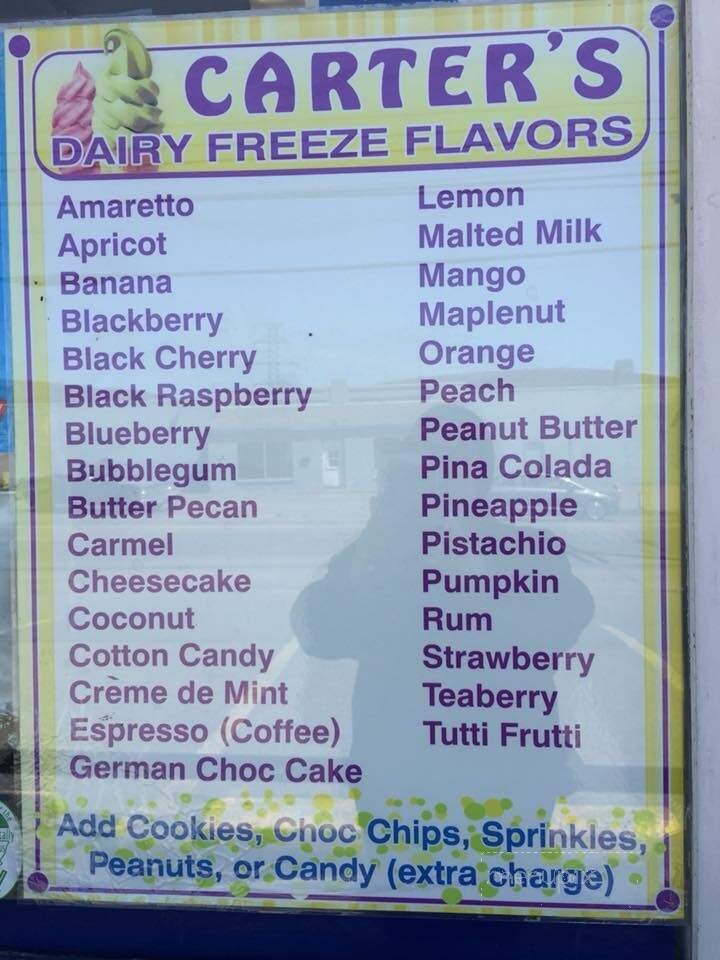 CARTER'S
DAIRY FREEZE FLAVORS
Amaretto
Apricot
Banana
Blackberry
Black Cherry
Black Raspberry
Blueberry
Bubblegum
Butter Pecan
Carmel
Cheesecake
Coconut
Cotton Candy
Creme de Mint
Espresso (Coffee)
German Choc Cake
Lemon
Malted Milk
Mango
Maplenut
Orange
Peach
Peanut Butter
Pina Colada
Pineapple
Pistachio
Pumpkin
Rum
Strawberry
Teaberry
Tutti Frutti
Add Cookies, Choc Chips, Sprinkles,
Peanuts, or Candy (extra charge)